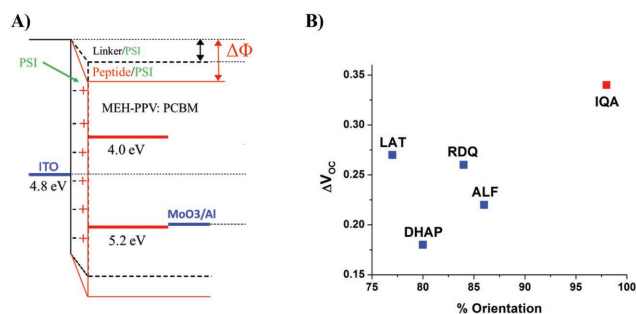 A)
Linker/PSI
ΔΦ
PSI
Peptide/PSI
MEH-PPV: PCBM
4.0 eV
ITO
4.8 eV
MoO3/Al
5.2 eV
B)
ΔVOC
0.35
0.30
0.25
0.20
0.15
IQA
LAT
RDQ
ALF
DHAP
75 80 85 90 95 100
% Orientation